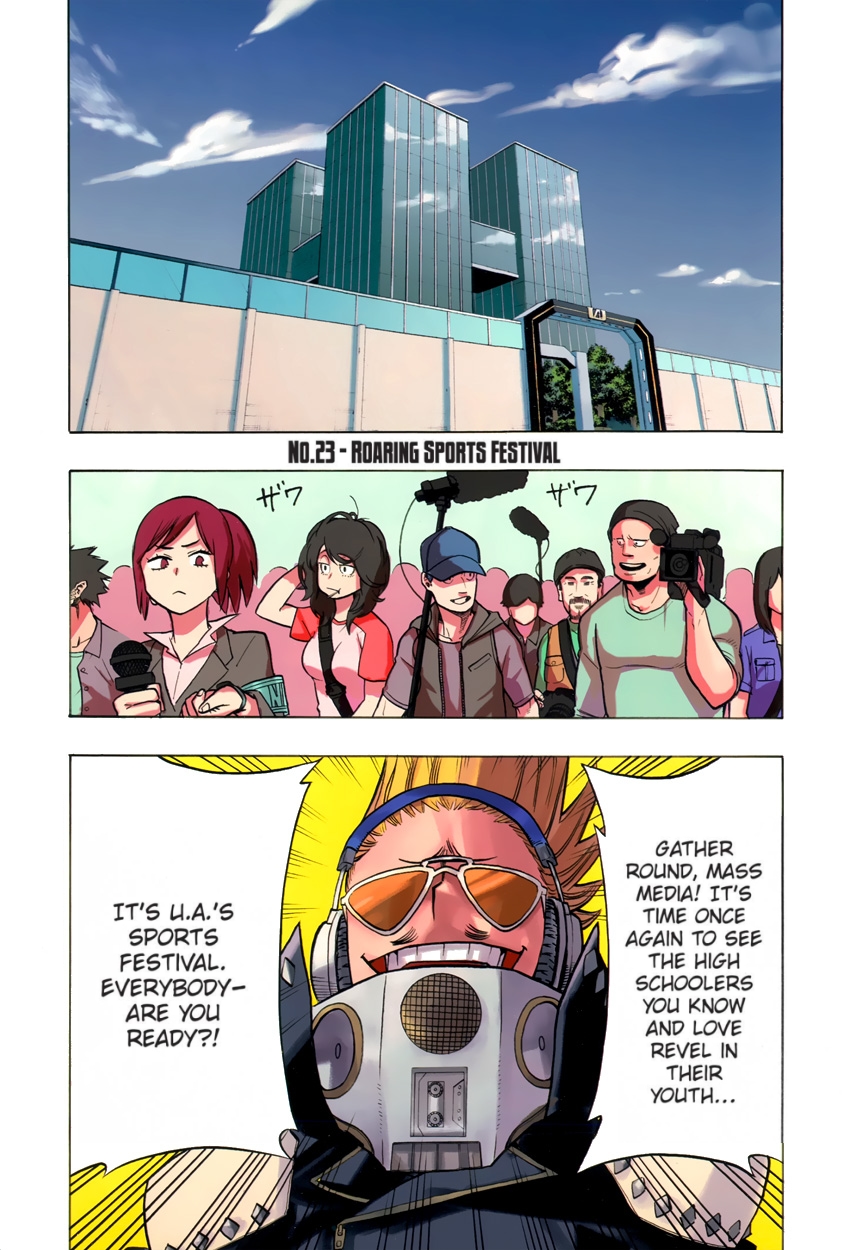 No.23 - Roaring Sports Festival
ザワ
ザワ
GATHER
ROUND, MASS
MEDIA! IT'S
TIME ONCE
AGAIN TO SEE
THE HIGH
SCHOOLERS
YOU KNOW
AND LOVE
REVEL IN
THEIR
YOUTH...
IT'S U.A.'S
SPORTS
FESTIVAL.
EVERYBODY–
ARE YOU
READY?!